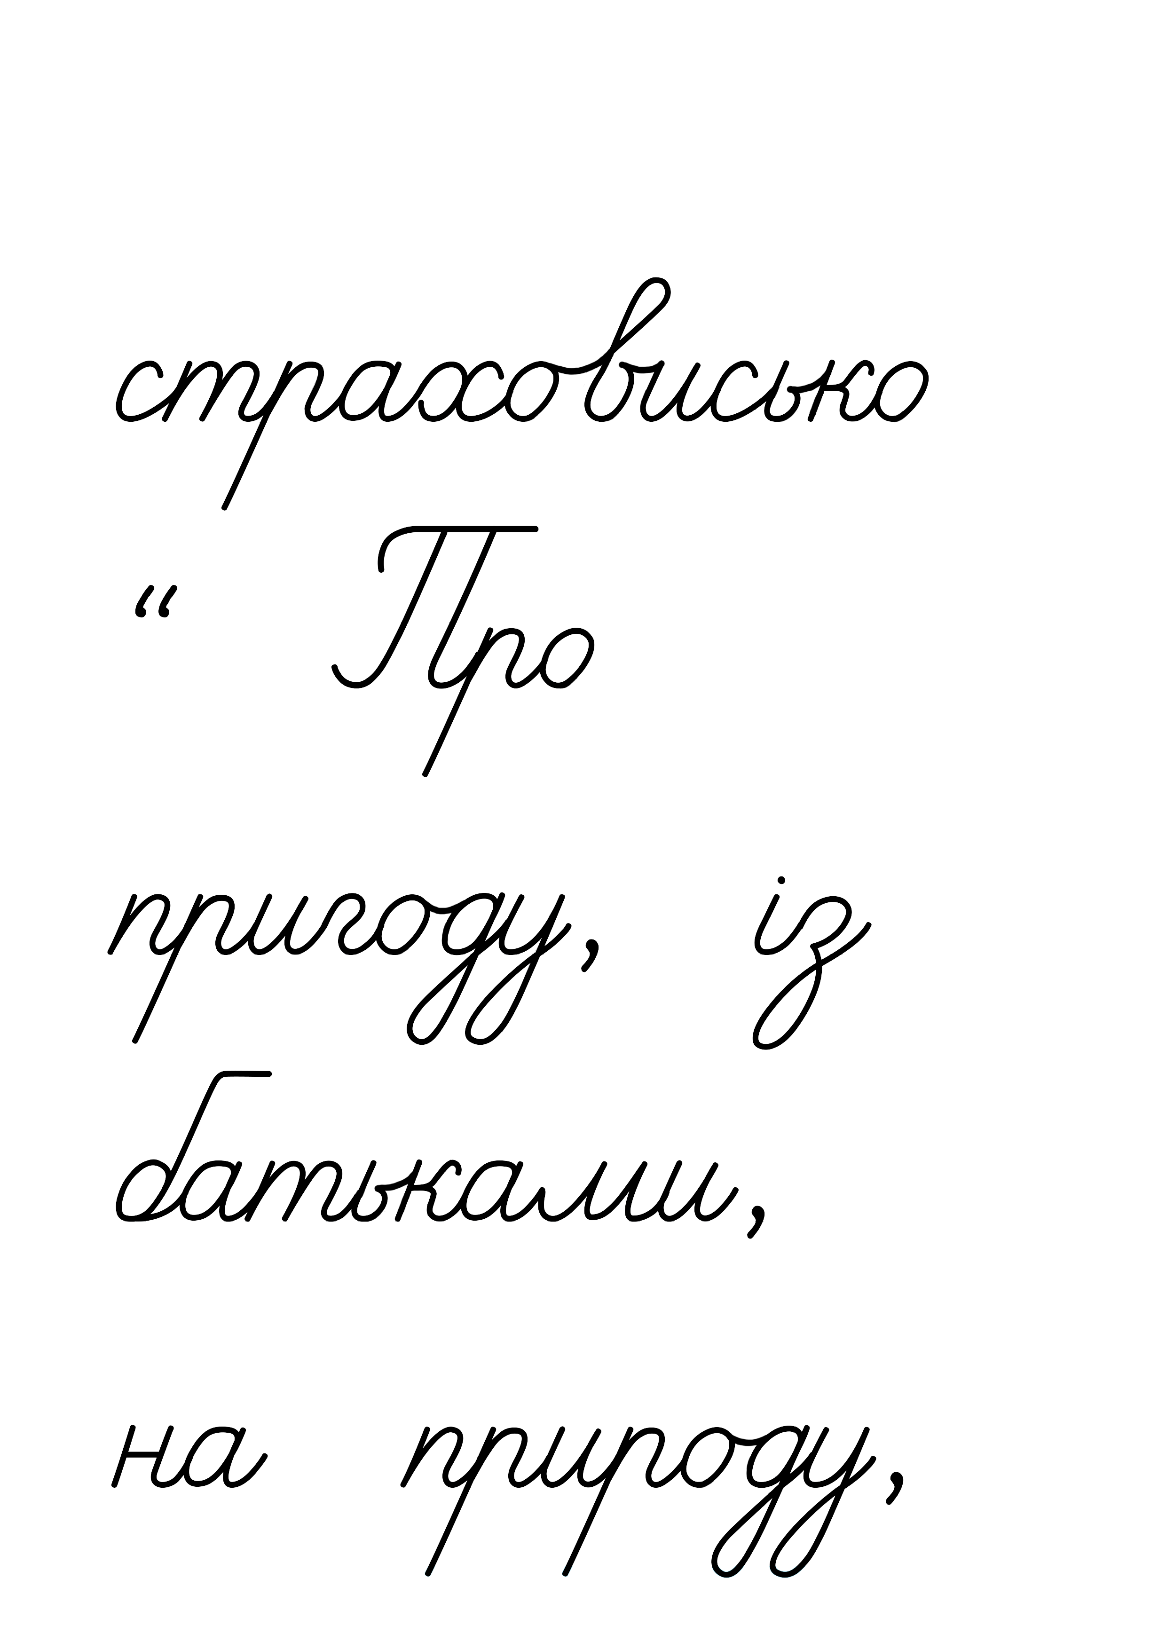 страховисько
“ Про
пригоду, із
батьками,
на природу,